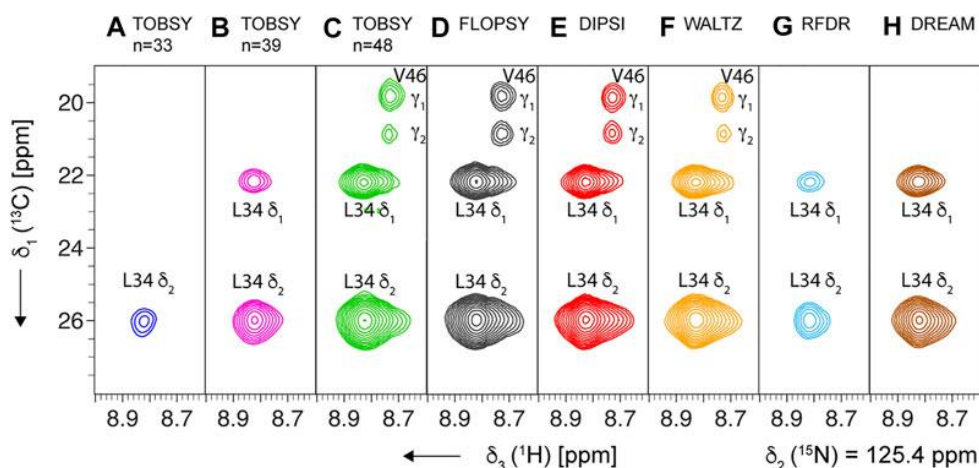 A TOBSY n=33 B TOBSY n=39 C TOBSY n=48 D FLOPSY E DIPSI F WALTZ G RFDR H DREAM
V46 V46 V46 V46
γ1 γ1 γ1 γ1
γ2 γ2 γ2 γ2
L34 δ1 L34 δ1 L34 δ1 L34 δ1 L34 δ1 L34 δ1 L34 δ1
L34 δ2 L34 δ2 L34 δ2 L34 δ2 L34 δ2 L34 δ2 L34 δ2 L34 δ2
20
22
24
26
δ1 (13C) [ppm]
8.9 8.7 8.9 8.7 8.9 8.7 8.9 8.7 8.9 8.7 8.9 8.7 8.9 8.7 8.9 8.7
δ3 (1H) [ppm] δ2 (15N) = 125.4 ppm